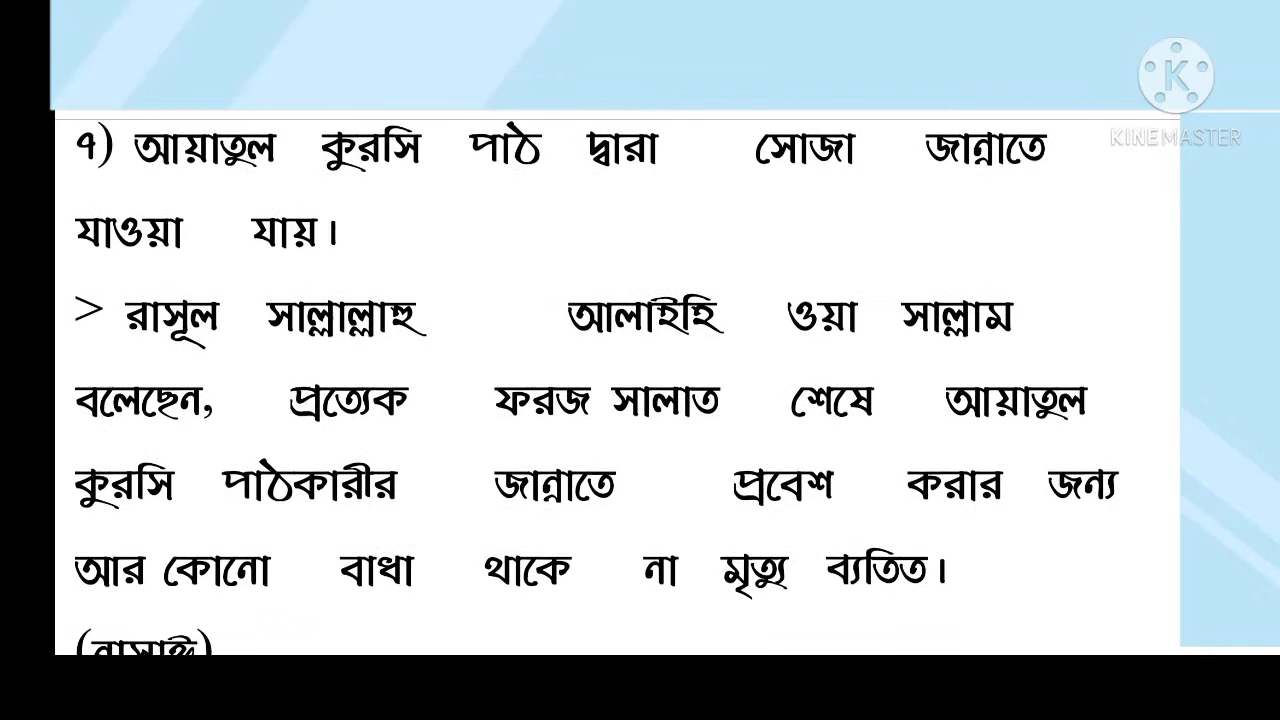 KINEMASTER
৭) আয়াতুল কুরসি পাঠ দ্বারা সোজা জান্নাতে
যাওয়া যায়।
> রাসূল সাল্লাল্লাহু আলাইহি ওয়া সাল্লাম
বলেছেন, প্রত্যেক ফরজ সালাত শেষে আয়াতুল
কুরসি পাঠকারীর জান্নাতে প্রবেশ করার জন্য
আর কোনো বাধা থাকে না মৃত্যু ব্যতিত।
(নাসাঈ)